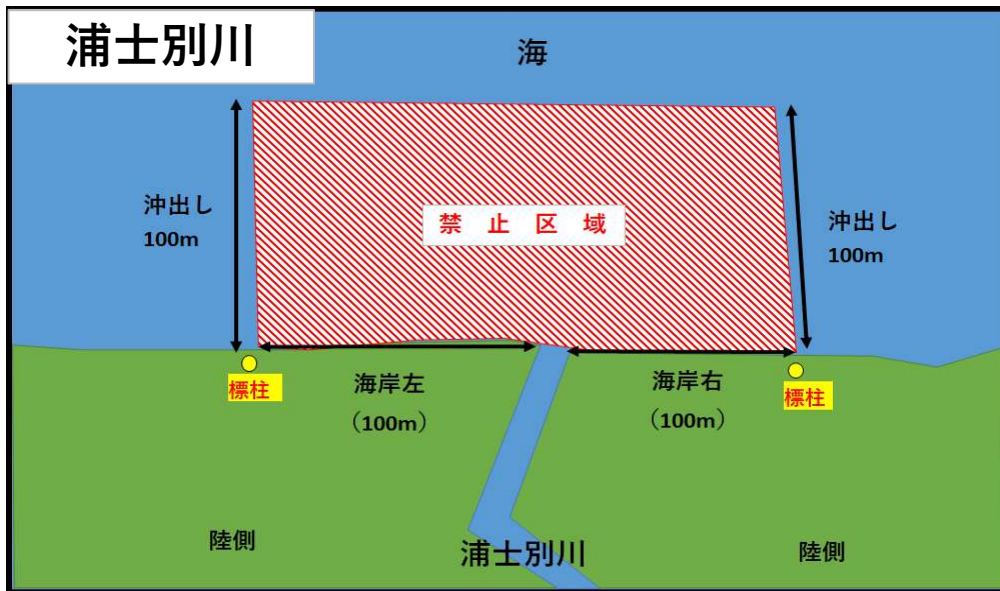 浦士別川
海
沖出し
100m
禁 止 区 域
沖出し
100m
標柱
海岸左
（100m）
海岸右
（100m）
標柱
陸側
浦士別川
陸側